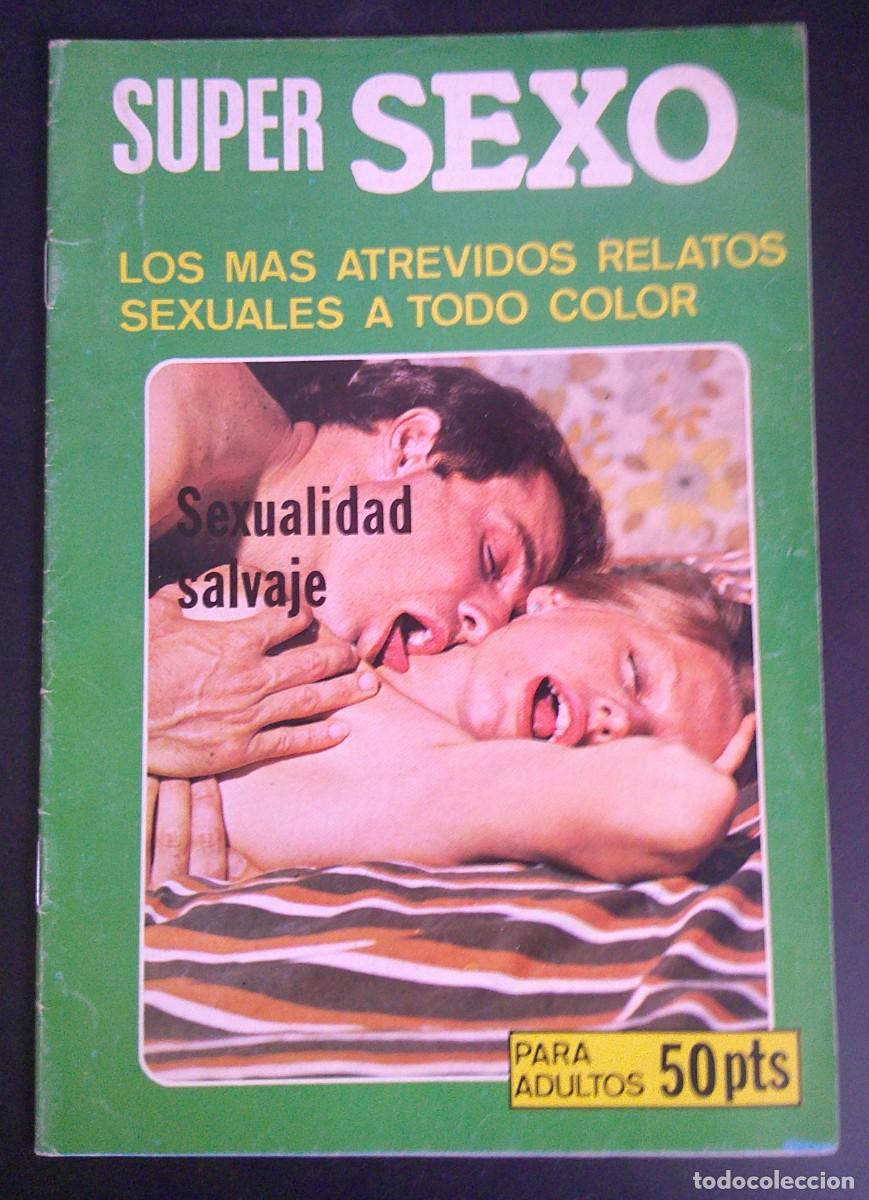 SUPER SEXO
LOS MAS ATREVIDOS RELATOS
SEXUALES A TODO COLOR
Sexualidad
salvaje
PARA
ADULTOS 50pts
todocoleccion